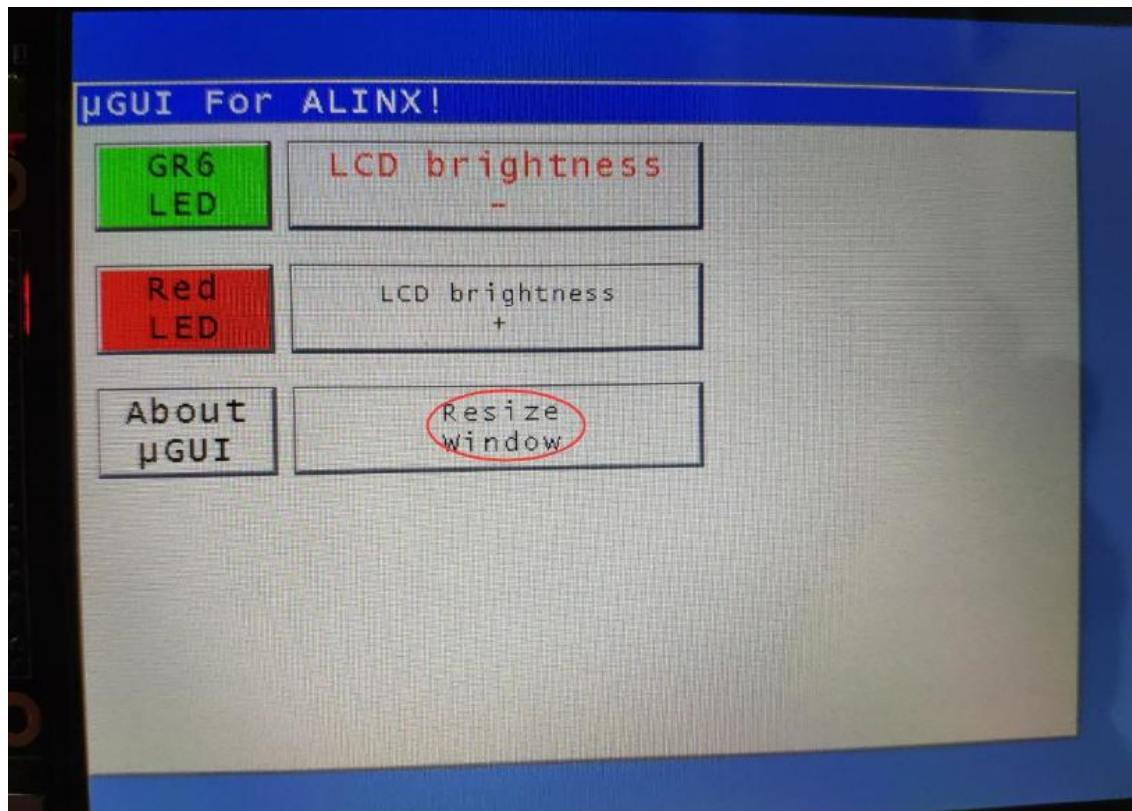 µGUI For ALINX!
GR6
LED
LCD brightness
-
Red
LED
LCD brightness
+
About
µGUI
Resize
Window